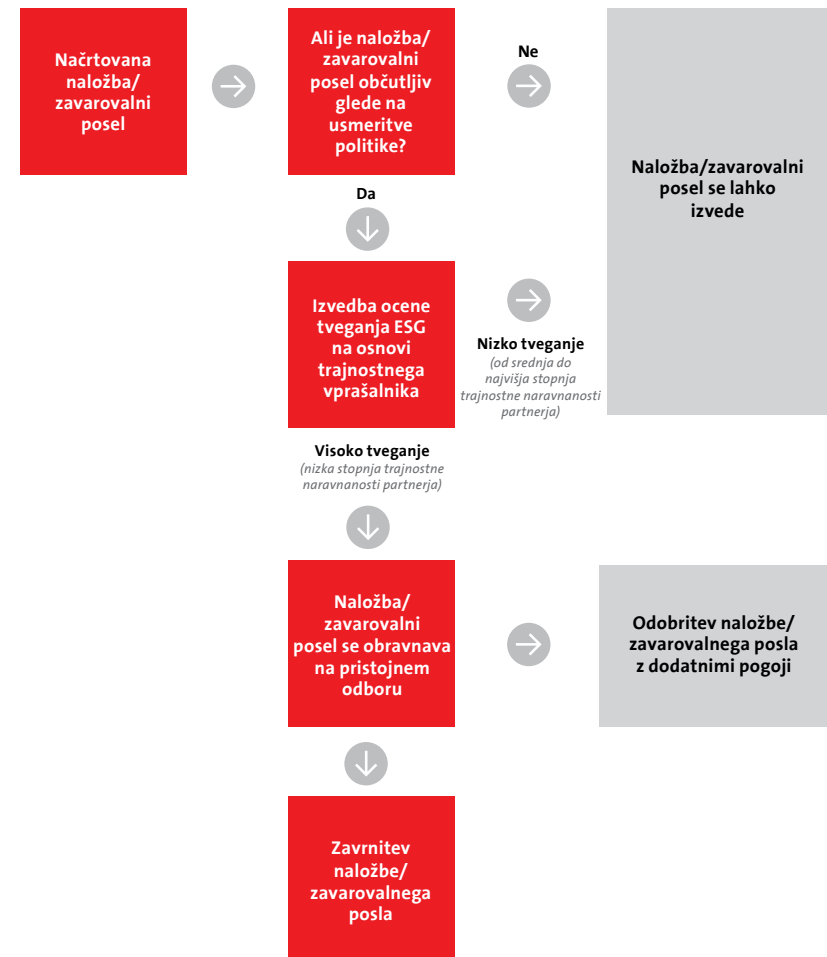 Načrtovana
naložba/
zavarovalni
posel
Ali je naložba/
zavarovalni
posel občutljiv
glede na
usmeritve
politike?
Ne
Naložba/zavarovalni
posel se lahko
izvede
Da
Izvedba ocene
tveganja ESG
na osnovi
trajnostnega
vprašalnika
Nizko tveganje
(od srednja do
najvišja stopnja
trajnostne naravnanosti
partnerja)
Visoko tveganje
(nizka stopnja trajnostne
naravnanosti partnerja)
Naložba/
zavarovalni
posel se obravnava
na pristojnem
odboru
Odobritev naložbe/
zavarovalnega posla
z dodatnimi pogoji
Zavrnitev
naložbe/
zavarovalnega
posla